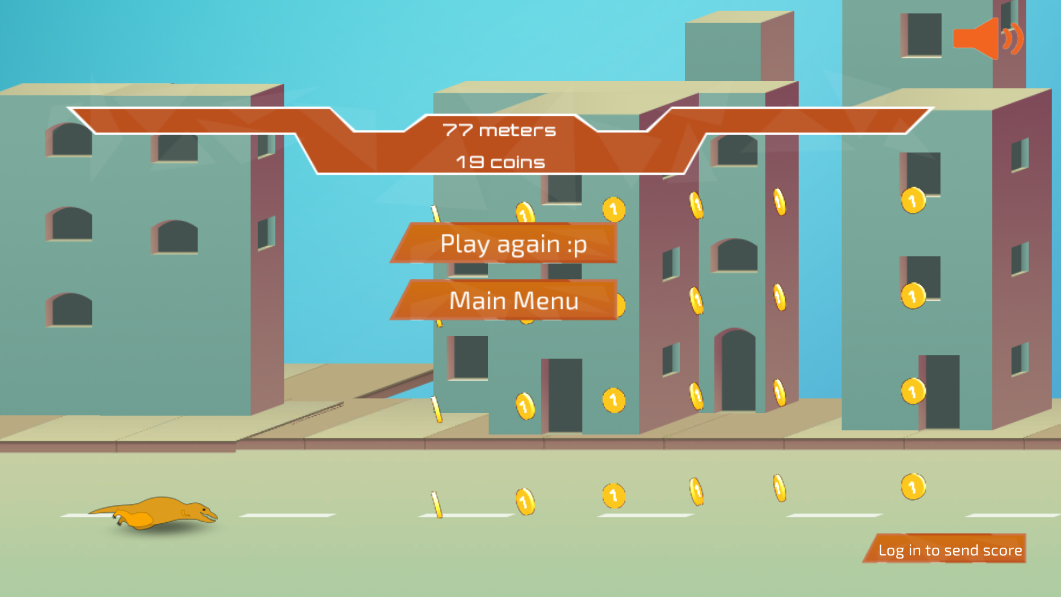 77 meters
19 coins
Play again :p
Main Menu
Log in to send score